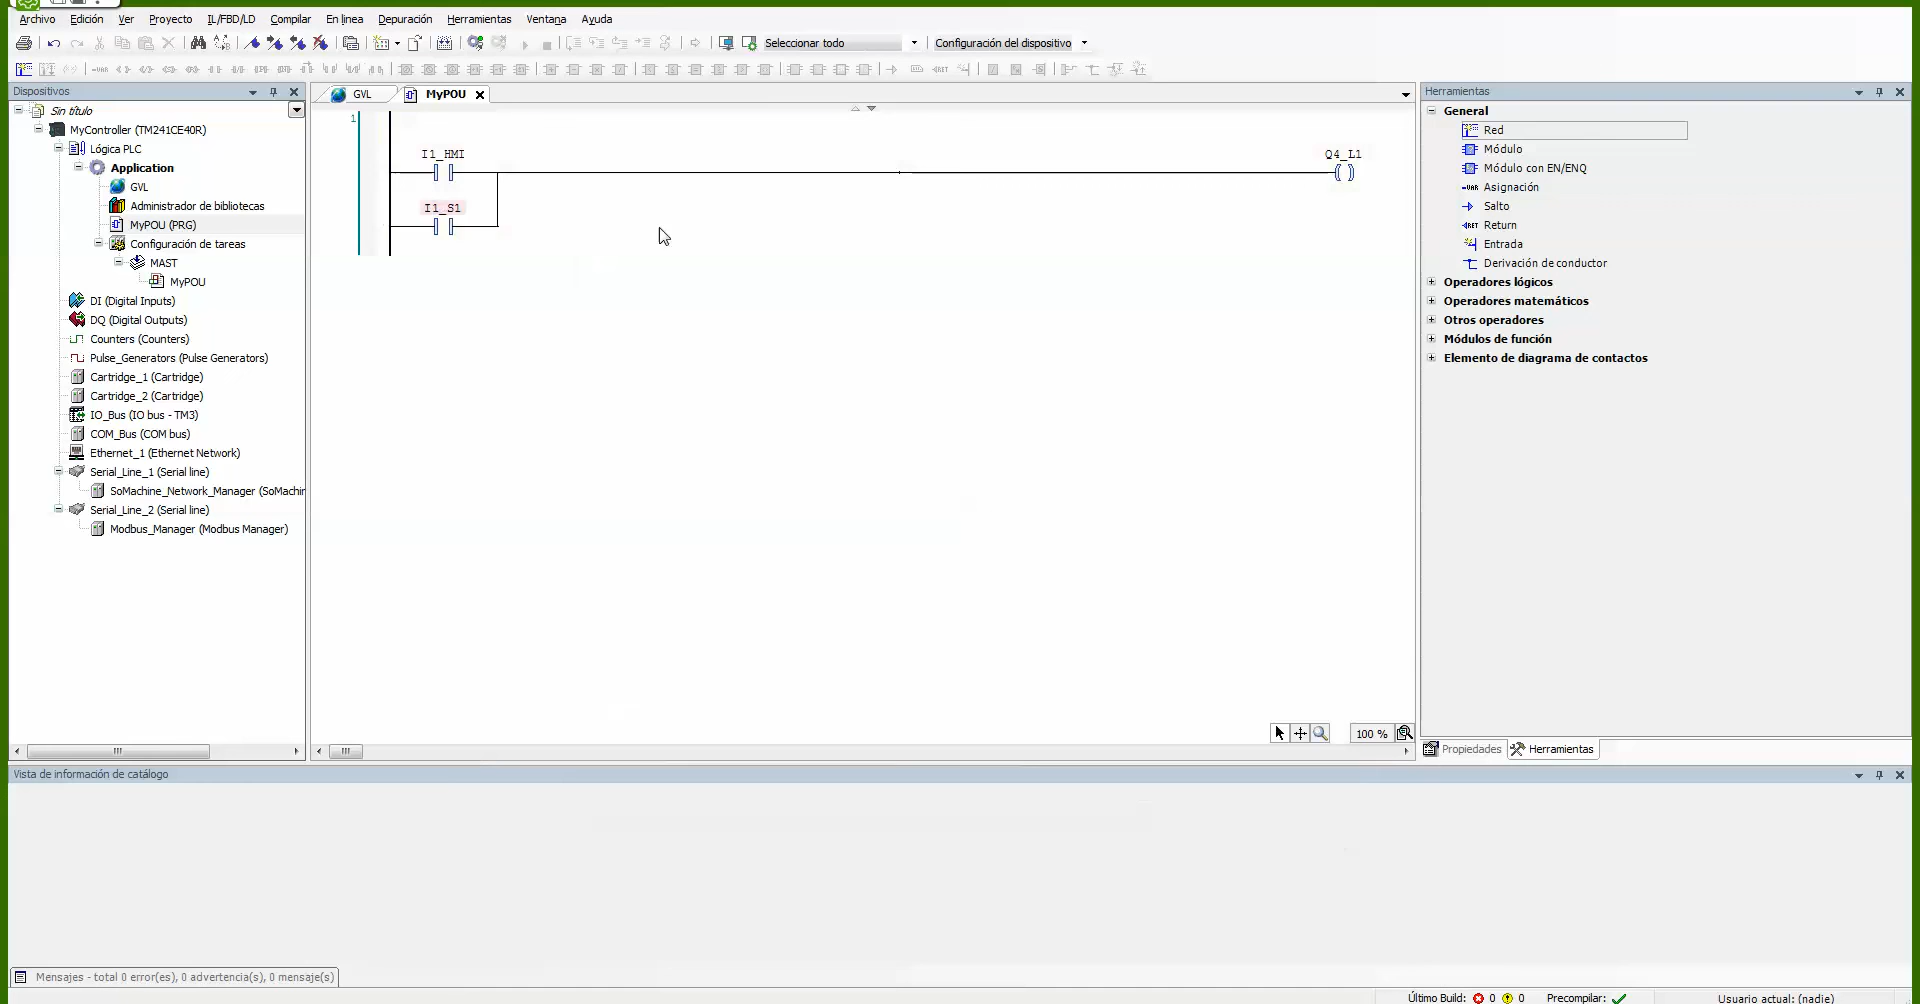 Archivo Edición Ver Proyecto IL/FBD/LD Compilar En línea Depuración Herramientas Ventana Ayuda
Seleccionar todo Configuración del dispositivo
Dispositivos
Sin título
MyController (TM241CE40R)
Lógica PLC
Application
GVL
Administrador de bibliotecas
MyPOU (PRG)
Configuración de tareas
MAST
MyPOU
DI (Digital Inputs)
DQ (Digital Outputs)
Counters (Counters)
Pulse_Generators (Pulse Generators)
Cartridge_1 (Cartridge)
Cartridge_2 (Cartridge)
IO_Bus (IO bus - TM3)
COM_Bus (COM bus)
Ethernet_1 (Ethernet Network)
Serial_Line_1 (Serial line)
SoMachine_Network_Manager (SoMachin
Serial_Line_2 (Serial line)
Modbus_Manager (Modbus Manager)
GVL MyPOU
1
I1_HMI
Q4_L1
I1_S1
100 %
Herramientas
General
Red
Módulo
Módulo con EN/ENQ
Asignación
Salto
Return
Entrada
Derivación de conductor
Operadores lógicos
Operadores matemáticos
Otros operadores
Módulos de función
Elemento de diagrama de contactos
Propiedades Herramientas
Vista de información de catálogo
Mensajes - total 0 error(es), 0 advertencia(s), 0 mensaje(s)
Último Build: 0 0 Precompilar: Usuario actual: (nadie)